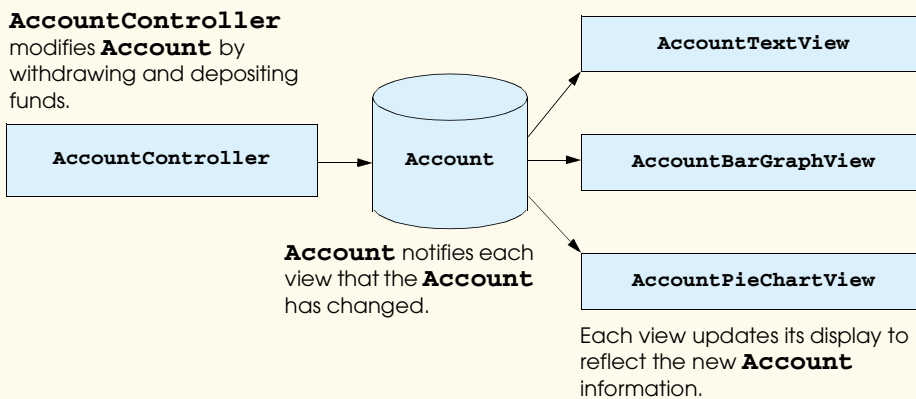 AccountController
modifies Account by
withdrawing and depositing
funds.
AccountController
Account
AccountTextView
AccountBarGraphView
AccountPieChartView
Account notifies each
view that the Account
has changed.
Each view updates its display to
reflect the new Account
information.